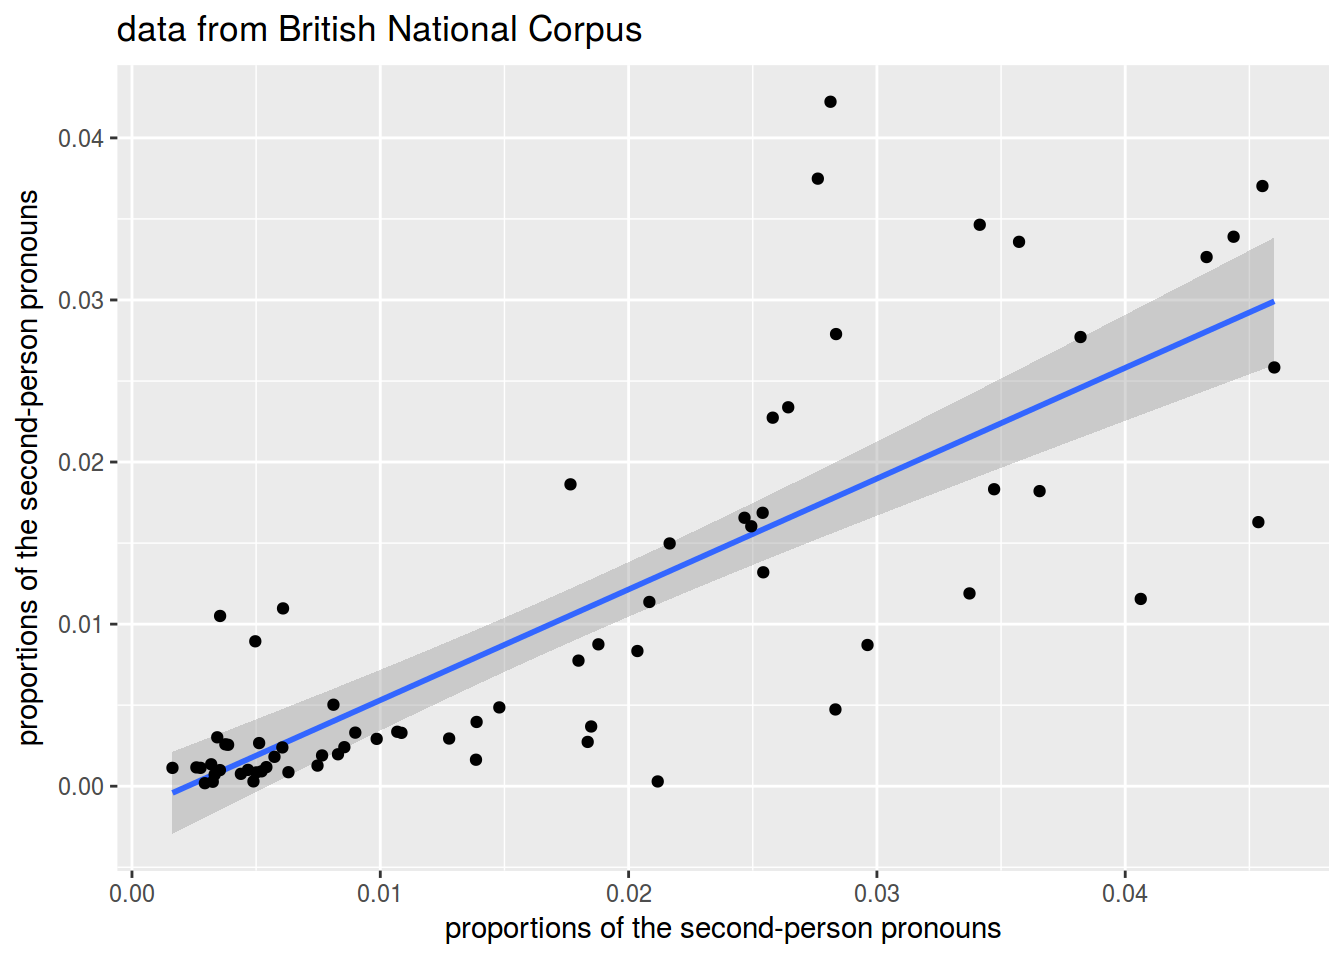 data from British National Corpus
proportions of the second-person pronouns
0.04
0.03
0.02
0.01
0.00
0.00 0.01 0.02 0.03 0.04
proportions of the second-person pronouns